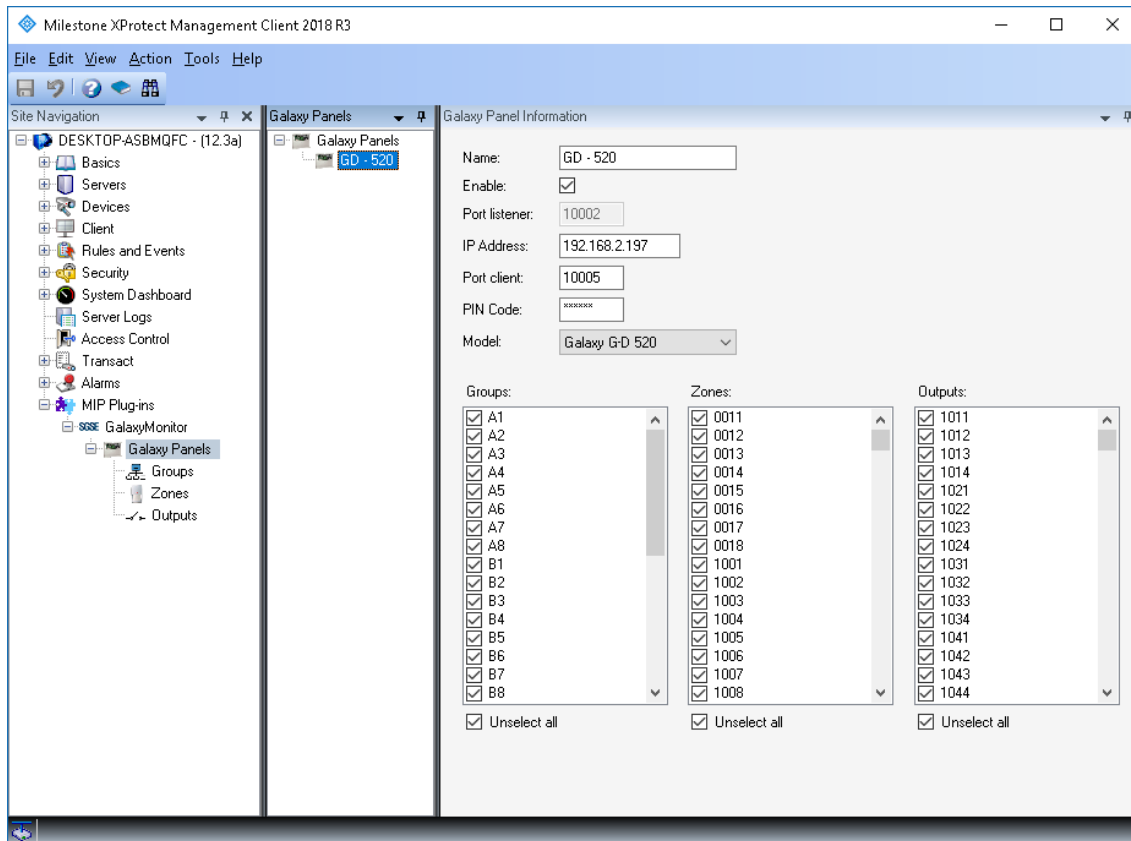 Milestone XProtect Management Client 2018 R3
File Edit View Action Tools Help
Site Navigation
DESKTOP-ASBMQFC - (12.3a)
Basics
Servers
Devices
Client
Rules and Events
Security
System Dashboard
Server Logs
Access Control
Transact
Alarms
MIP Plug-ins
SGSE GalaxyMonitor
Galaxy Panels
Groups
Zones
Outputs
Galaxy Panels
Galaxy Panels
GD - 520
Galaxy Panel Information
Name: GD - 520
Enable:
Port listener: 10002
IP Address: 192.168.2.197
Port client: 10005
PIN Code: ××××××
Model: Galaxy G-D 520
Groups:
A1
A2
A3
A4
A5
A6
A7
A8
B1
B2
B3
B4
B5
B6
B7
B8
Unselect all
Zones:
0011
0012
0013
0014
0015
0016
0017
0018
1001
1002
1003
1004
1005
1006
1007
1008
Unselect all
Outputs:
1011
1012
1013
1014
1021
1022
1023
1024
1031
1032
1033
1034
1041
1042
1043
1044
Unselect all